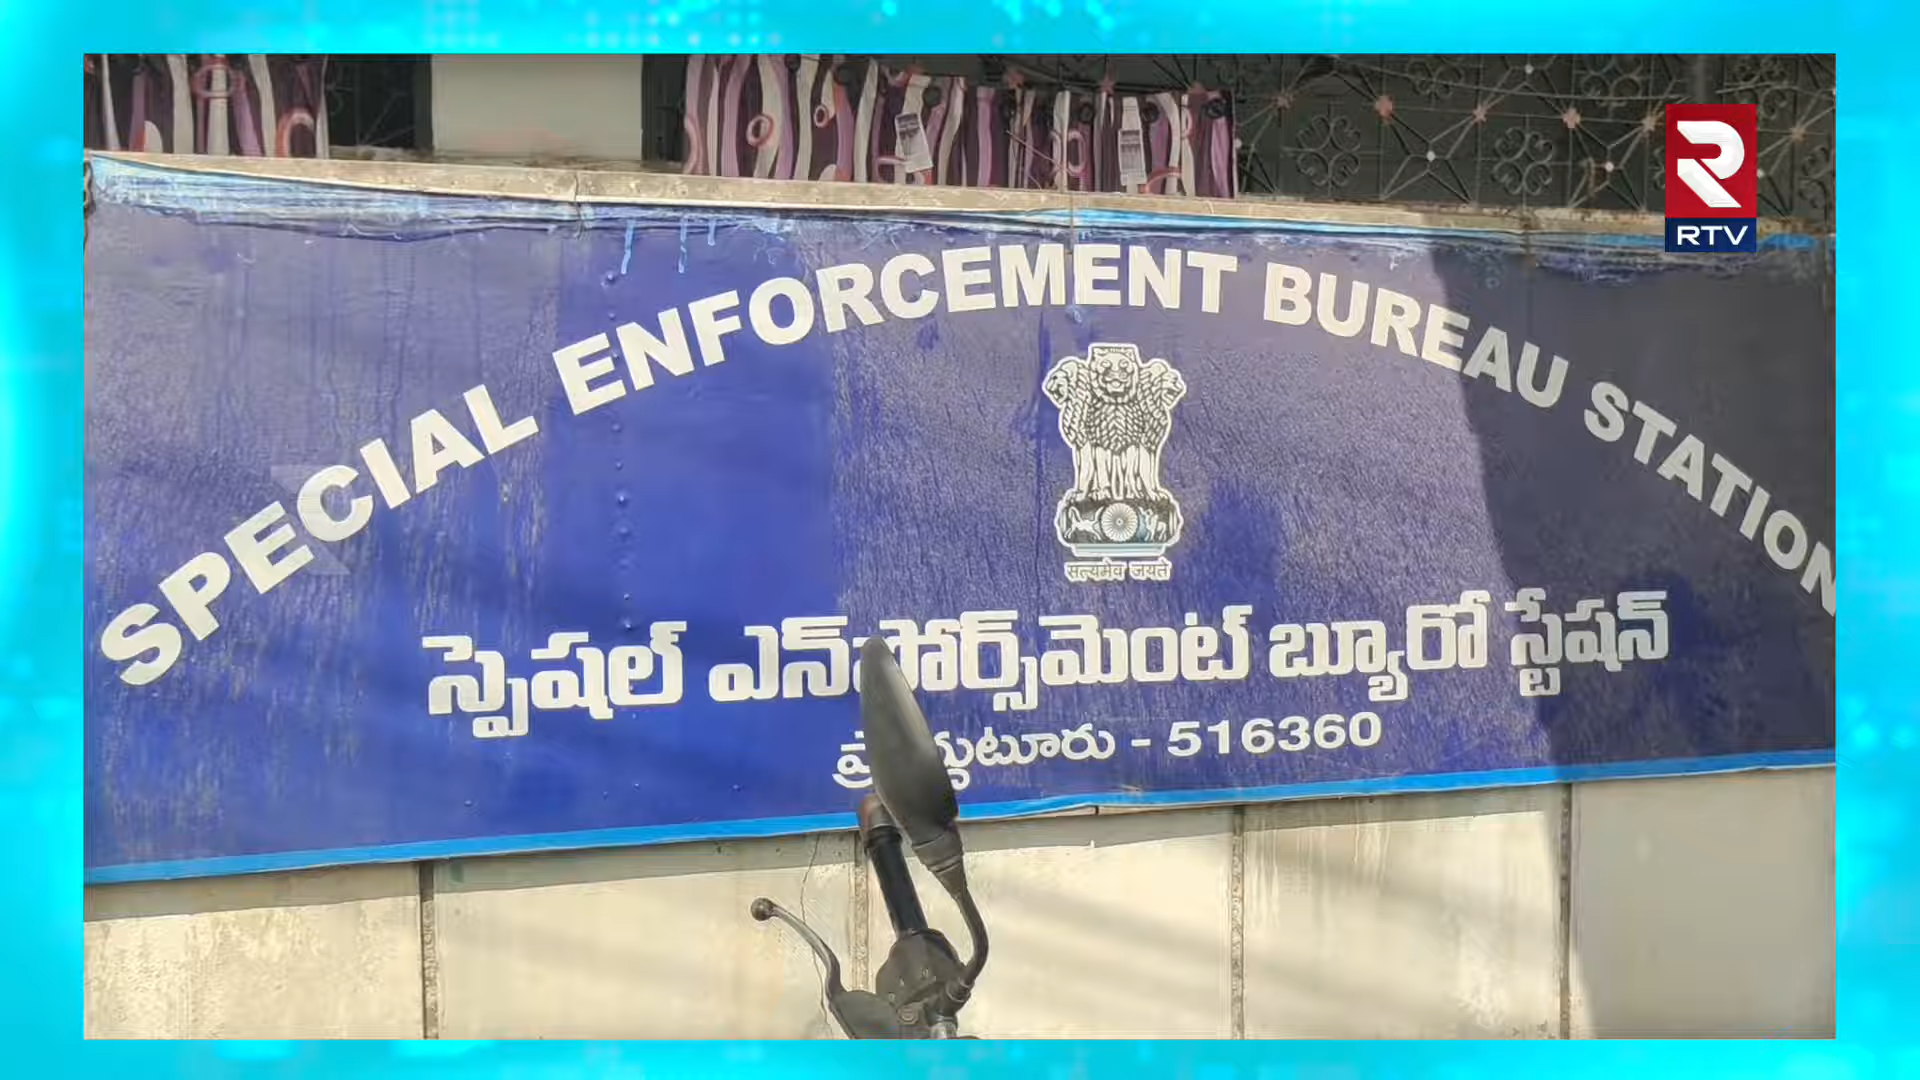 RTV
SPECIAL ENFORCEMENT BUREAU STATION
सत्यमेव जयते
స్పెషల్ ఎన్‌ఫోర్స్‌మెంట్ బ్యూరో స్టేషన్
- 516360